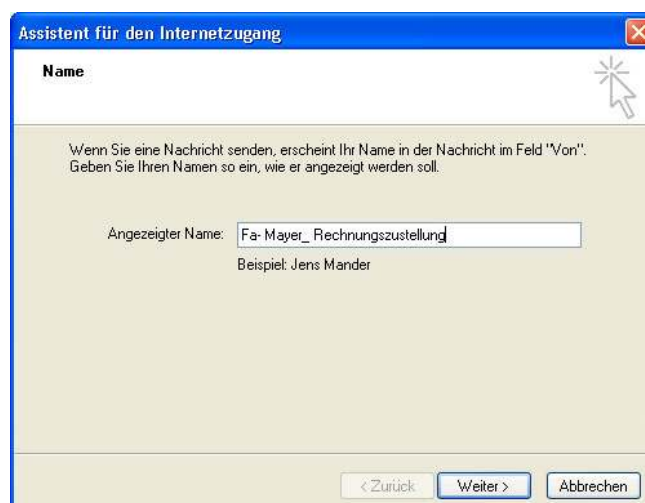 Assistent für den Internetzugang
Name
Wenn Sie eine Nachricht senden, erscheint Ihr Name in der Nachricht im Feld "Von".
Geben Sie Ihren Namen so ein, wie er angezeigt werden soll.
Angezeigter Name: Fa- Mayer_ Rechnungszustellung
Beispiel: Jens Mander
< Zurück Weiter > Abbrechen